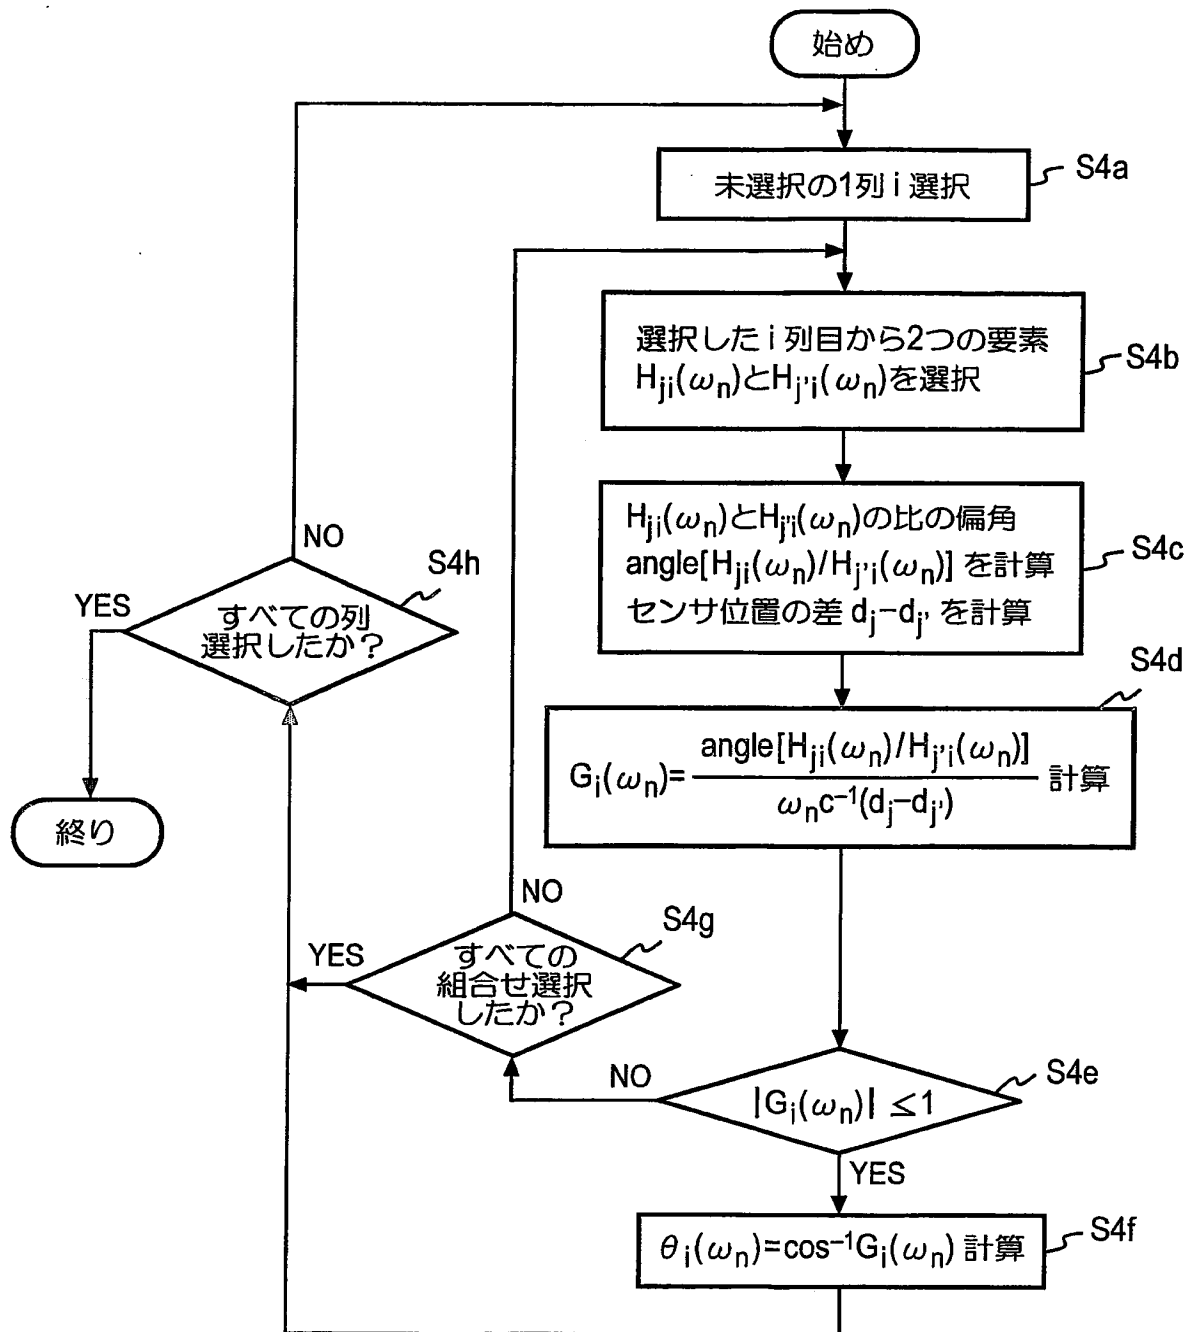 始め
未選択の1列 i 選択
S4a
選択した i 列目から2つの要素
Hji(ωn)とHj'i(ωn)を選択
S4b
Hji(ωn)とHj'i(ωn)の比の偏角
angle[Hji(ωn)/Hj'i(ωn)] を計算
センサ位置の差 dj−dj' を計算
S4c
S4d
angle[Hji(ωn)/Hj'i(ωn)]
Gi(ωn)= 計算
ωnc⁻¹(dj−dj')
|Gi(ωn)| ≤1
S4e
NO
YES
θi(ωn)=cos⁻¹Gi(ωn) 計算
S4f
すべての
組合せ選択
したか？
S4g
NO
YES
すべての列
選択したか？
S4h
NO
YES
終り